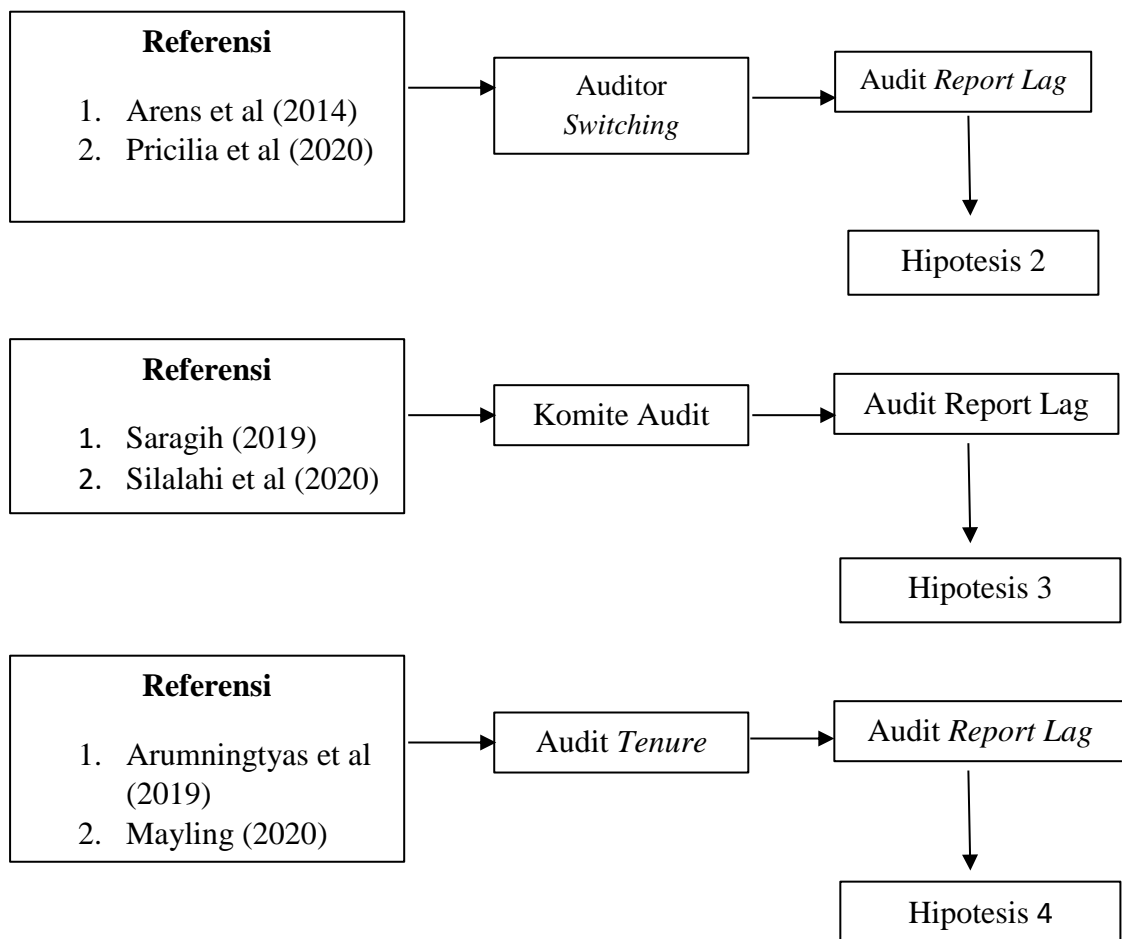 Referensi
1. Arens et al (2014)
2. Pricilia et al (2020)
Auditor
Switching
Audit Report Lag
Hipotesis 2
Referensi
1. Saragih (2019)
2. Silalahi et al (2020)
Komite Audit
Audit Report Lag
Hipotesis 3
Referensi
1. Arumningtyas et al
(2019)
2. Mayling (2020)
Audit Tenure
Audit Report Lag
Hipotesis 4